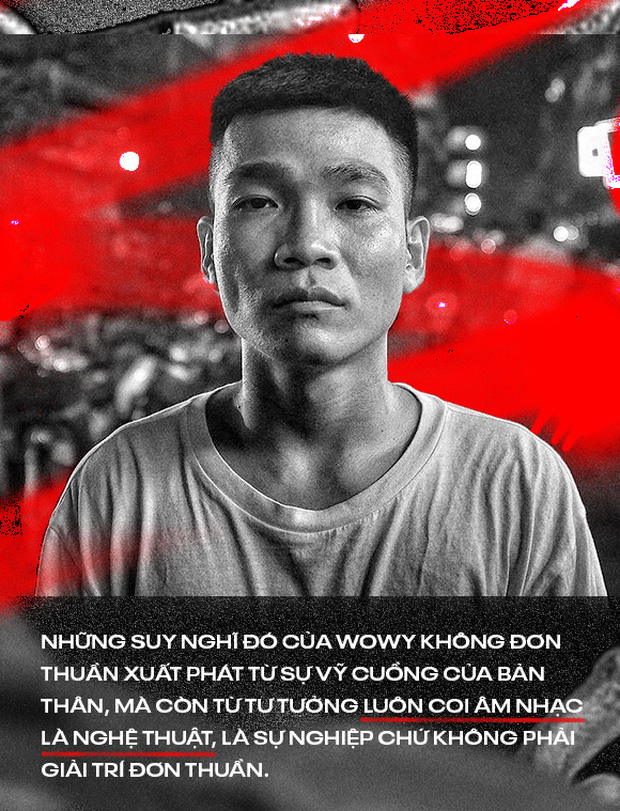 NHỮNG SUY NGHĨ ĐÓ CỦA WOWY KHÔNG ĐƠN
THUẦN XUẤT PHÁT TỪ SỰ VỸ CUỒNG CỦA BẢN
THÂN, MÀ CÒN TỪ TƯ TƯỞNG LUÔN COI ÂM NHẠC
LÀ NGHỆ THUẬT, LÀ SỰ NGHIỆP CHỨ KHÔNG PHẢI
GIẢI TRÍ ĐƠN THUẦN.